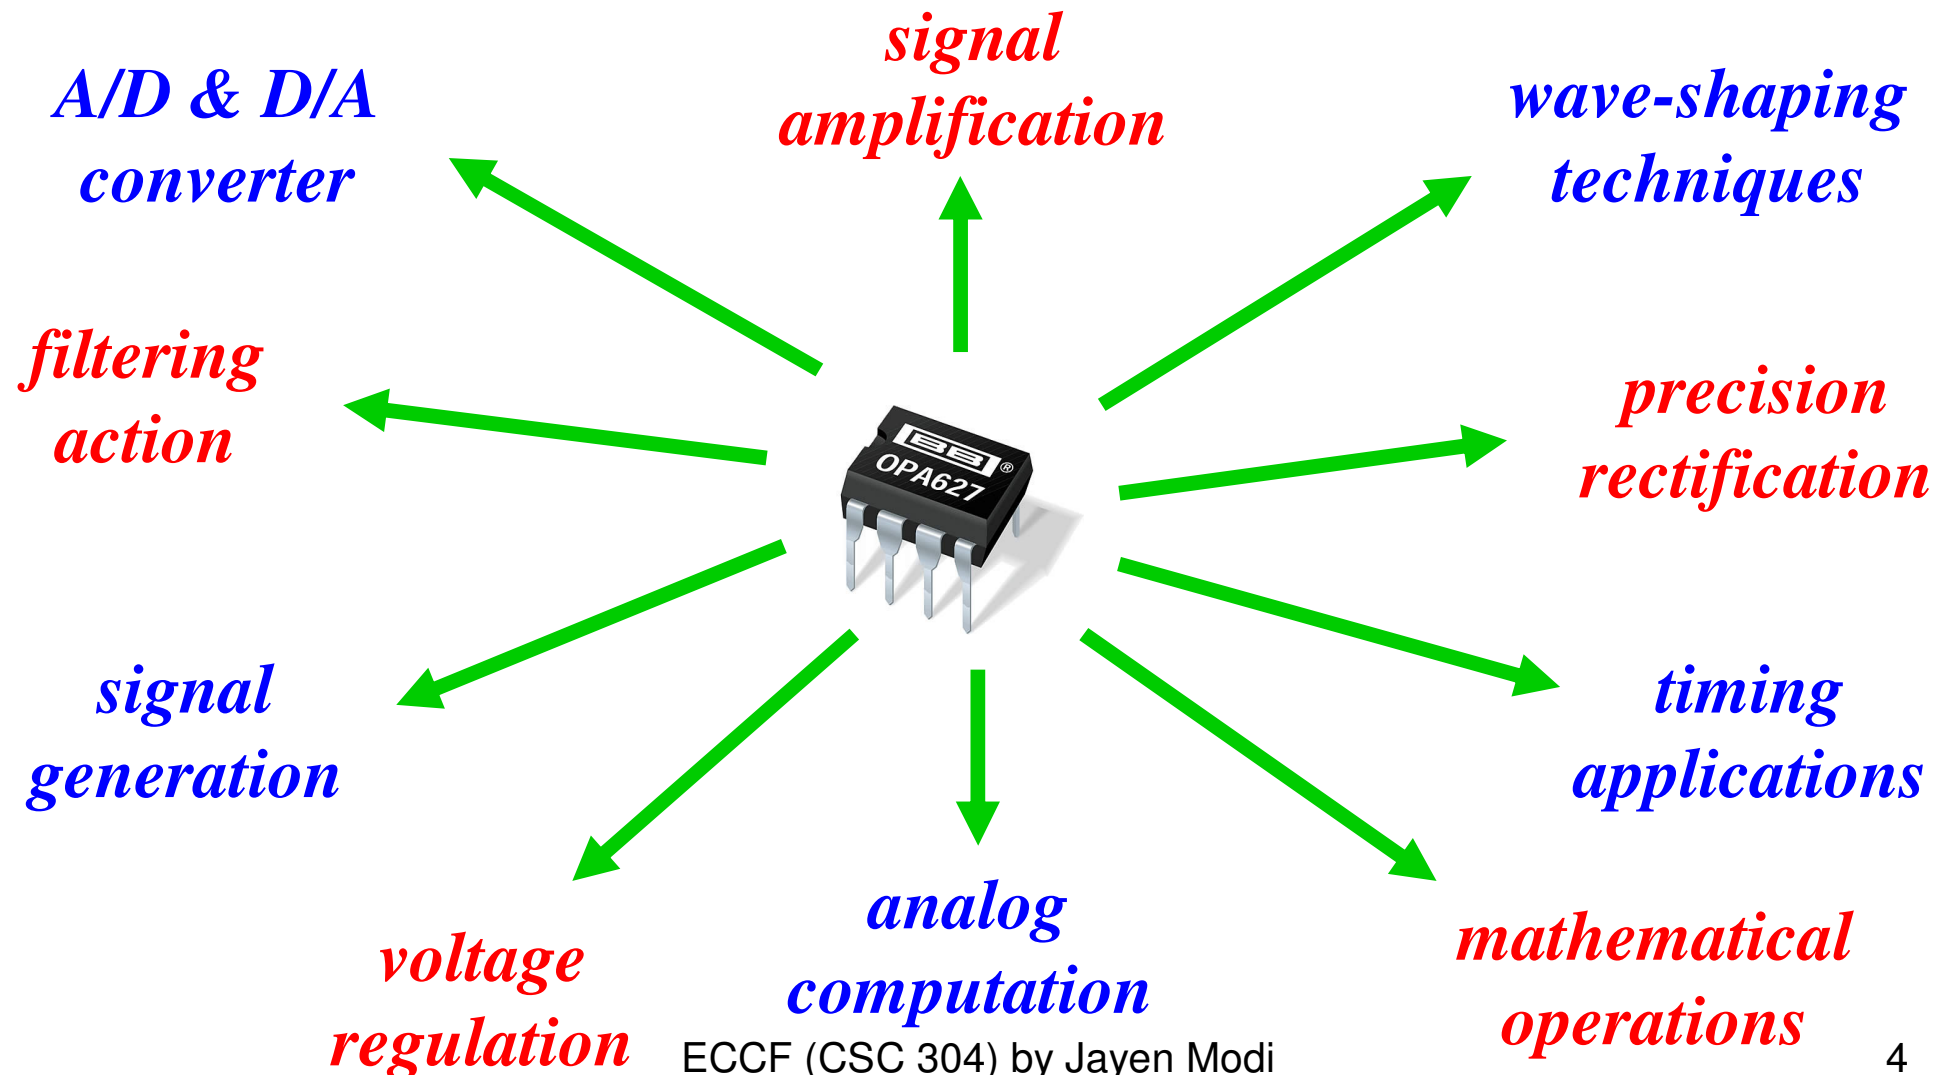 signal
amplification
A/D & D/A
converter
wave-shaping
techniques
filtering
action
precision
rectification
BB ®
OPA627
signal
generation
timing
applications
voltage
regulation
analog
computation
mathematical
operations
ECCF (CSC 304) by Jayen Modi
4